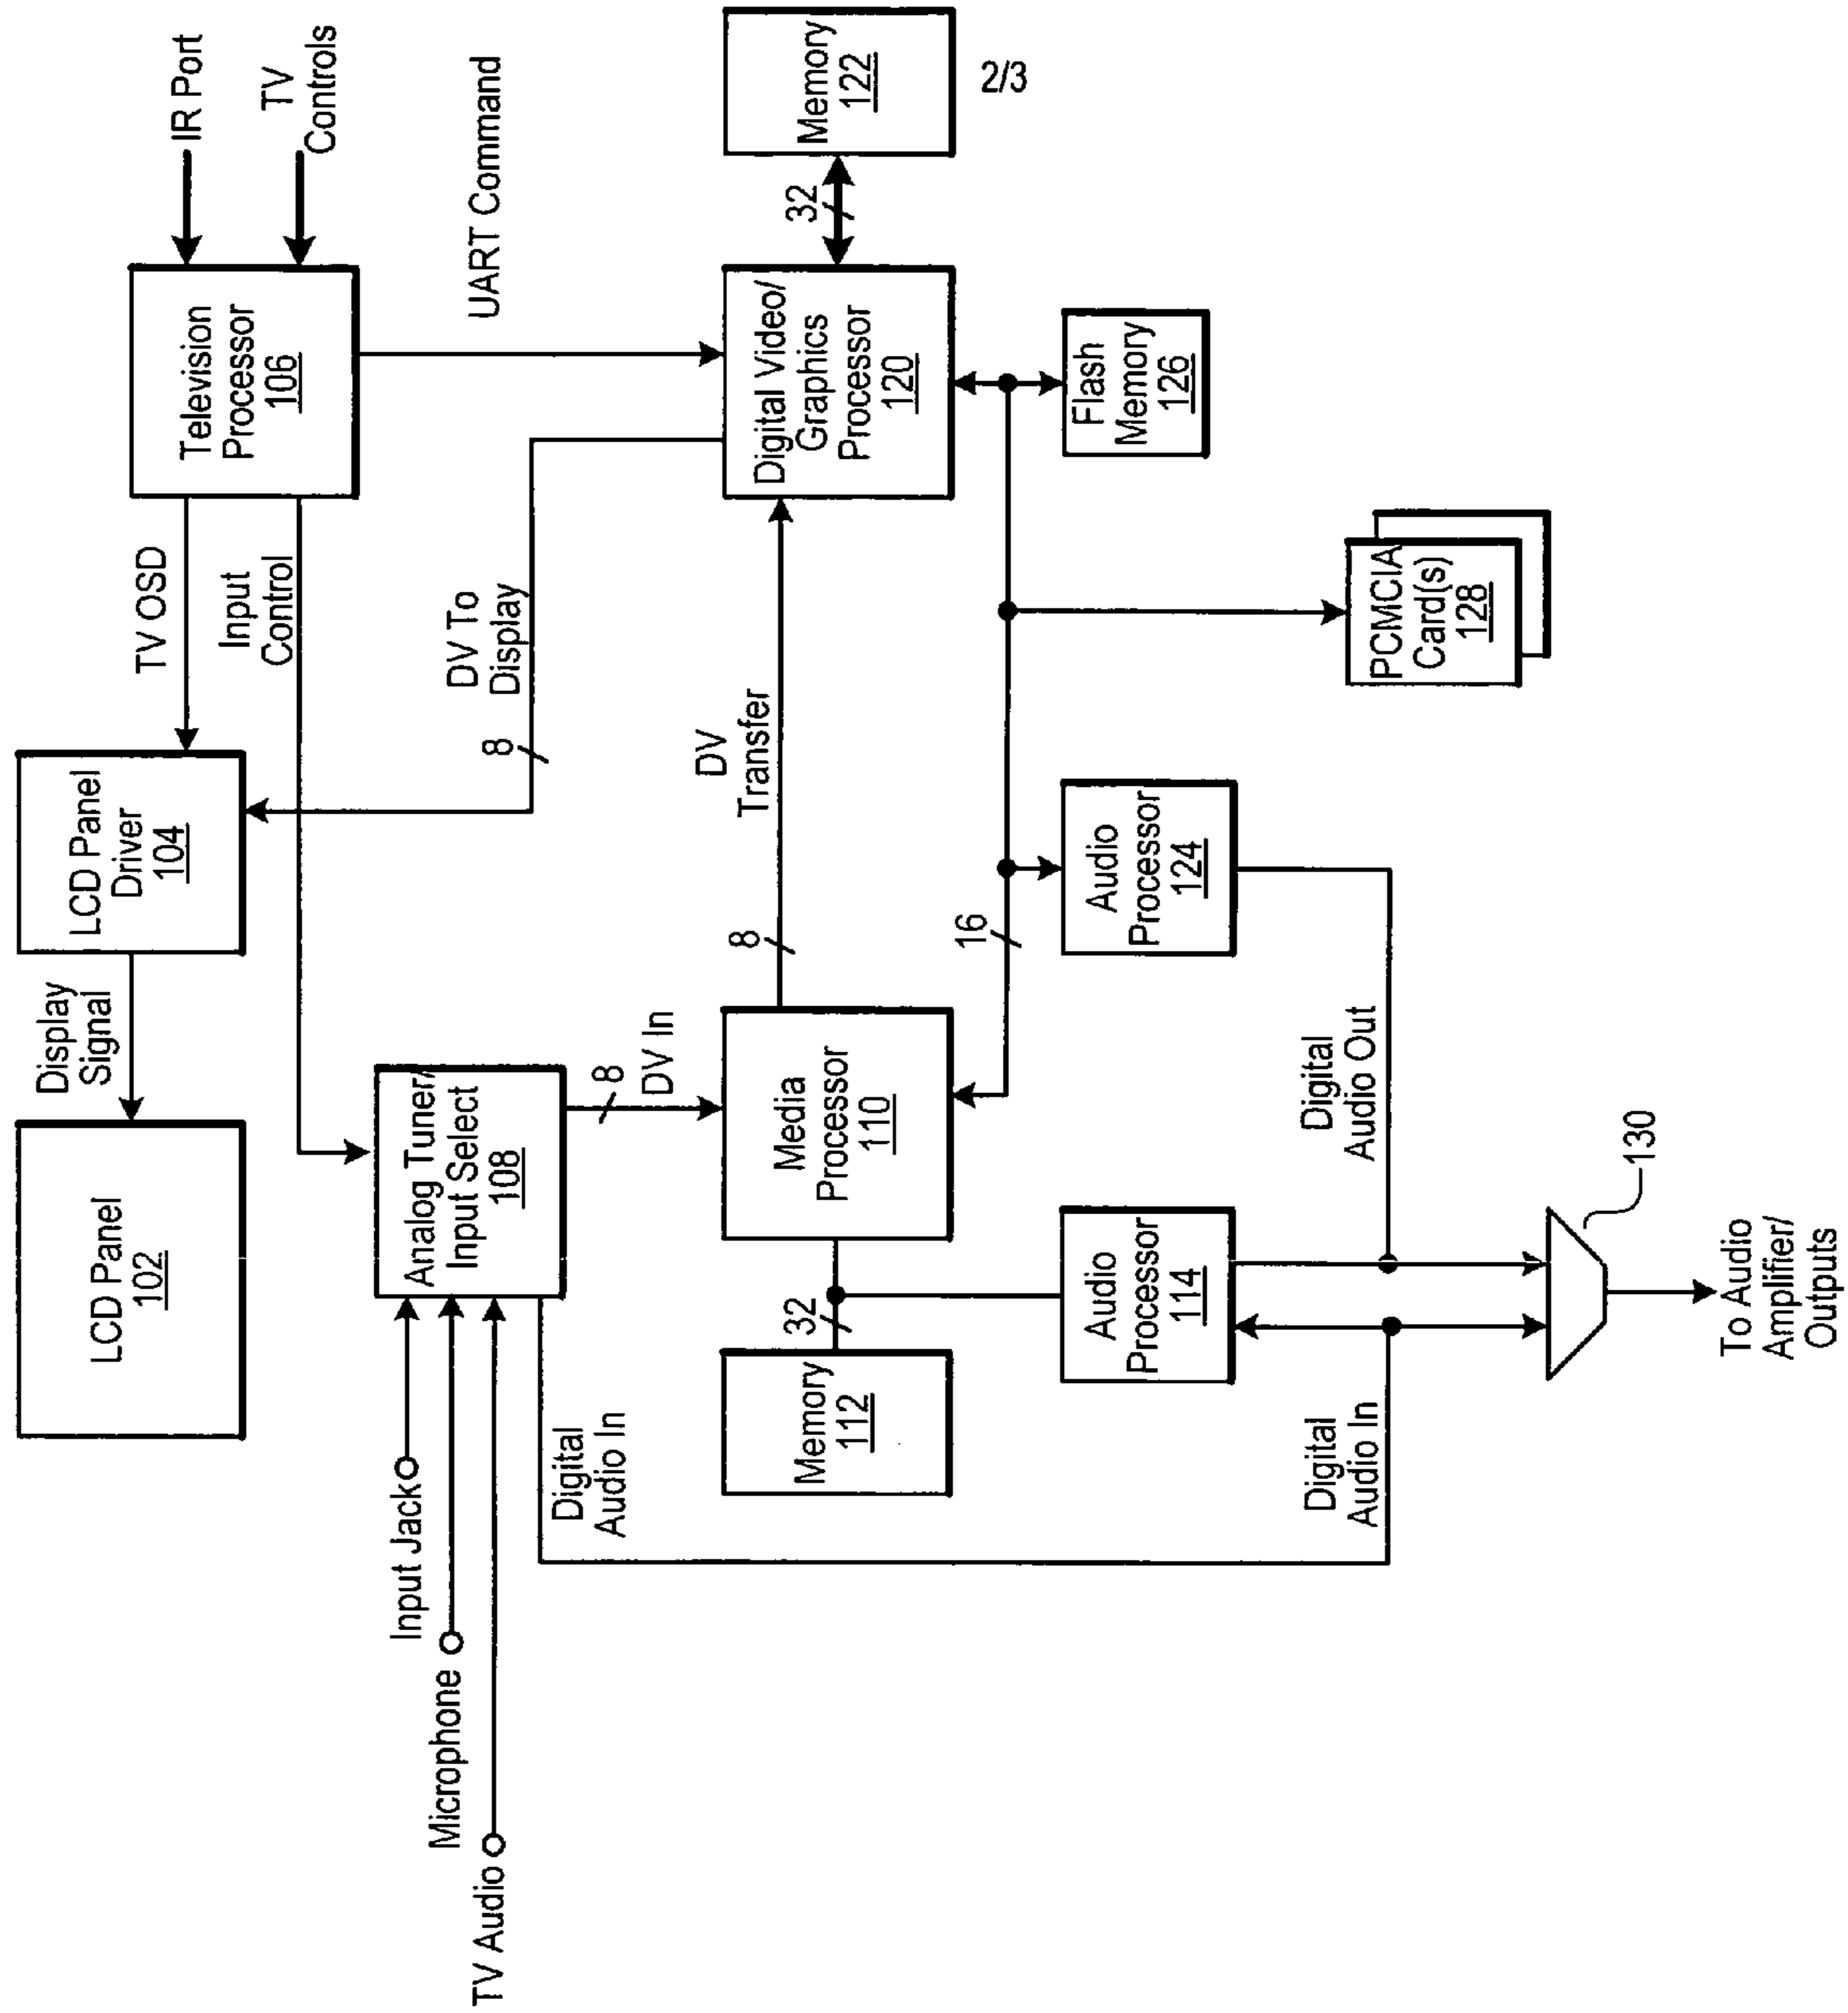 LCD Panel
102
Display
Signal
LCD Panel
Driver
104
TV OSD
Input
Control
Television
Processor
106
IR Port
TV
Controls
Input Jack
Microphone
TV Audio
Analog Tuner/
Input Select
108
8
DV In
8
DV To
Display
UART Command
Digital
Audio In
Memory
112
32
Media
Processor
110
8
DV
Transfer
Digital Video/
Graphics
Processor
120
32
Memory
122
2/3
16
Audio
Processor
114
Audio
Processor
124
Flash
Memory
126
Digital
Audio In
Digital
Audio Out
PCMCIA
Card(s)
128
130
To Audio
Amplifier/
Outputs